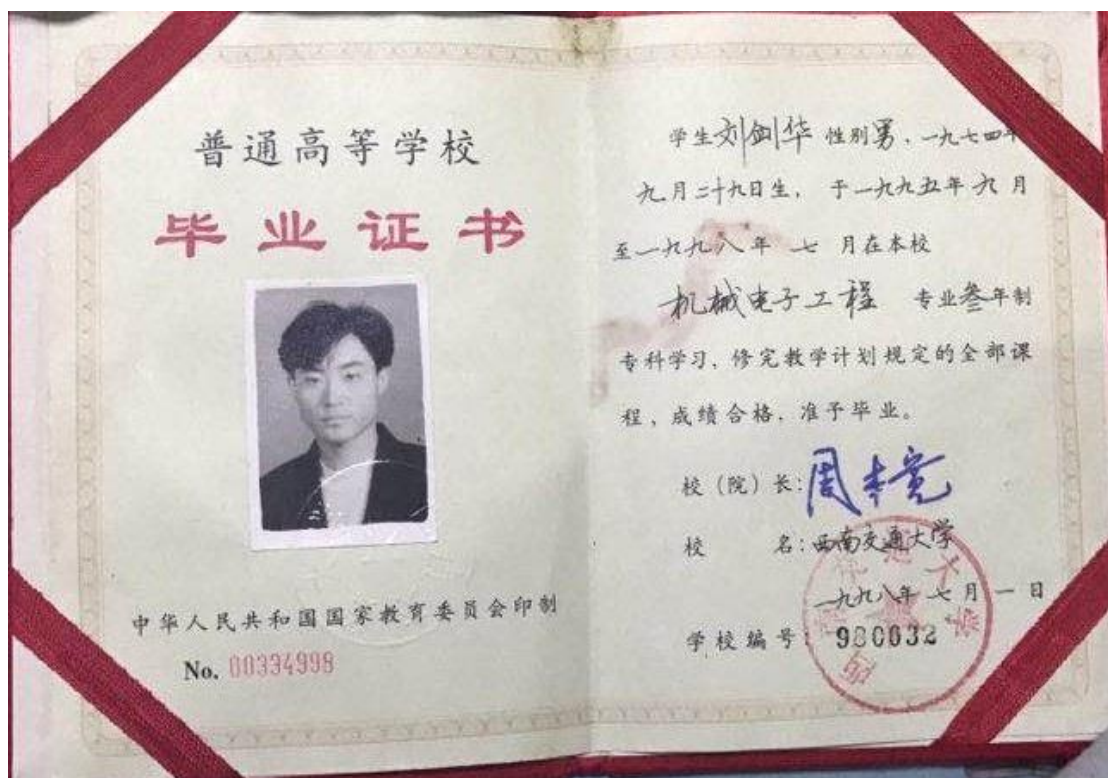 普通高等学校
毕业证书
中华人民共和国国家教育委员会印制
No. 00334998
学生刘剑华 性别男,一九七四年
九月二十九日生,于一九九五年九月
至一九九八年 七 月在本校
机械电子工程 专业叁年制
专科学习,修完教学计划规定的全部课
程,成绩合格,准予毕业。
校(院)长:周本宽
校 名:西南交通大学
一九九八年七月一日
学校编号:980032